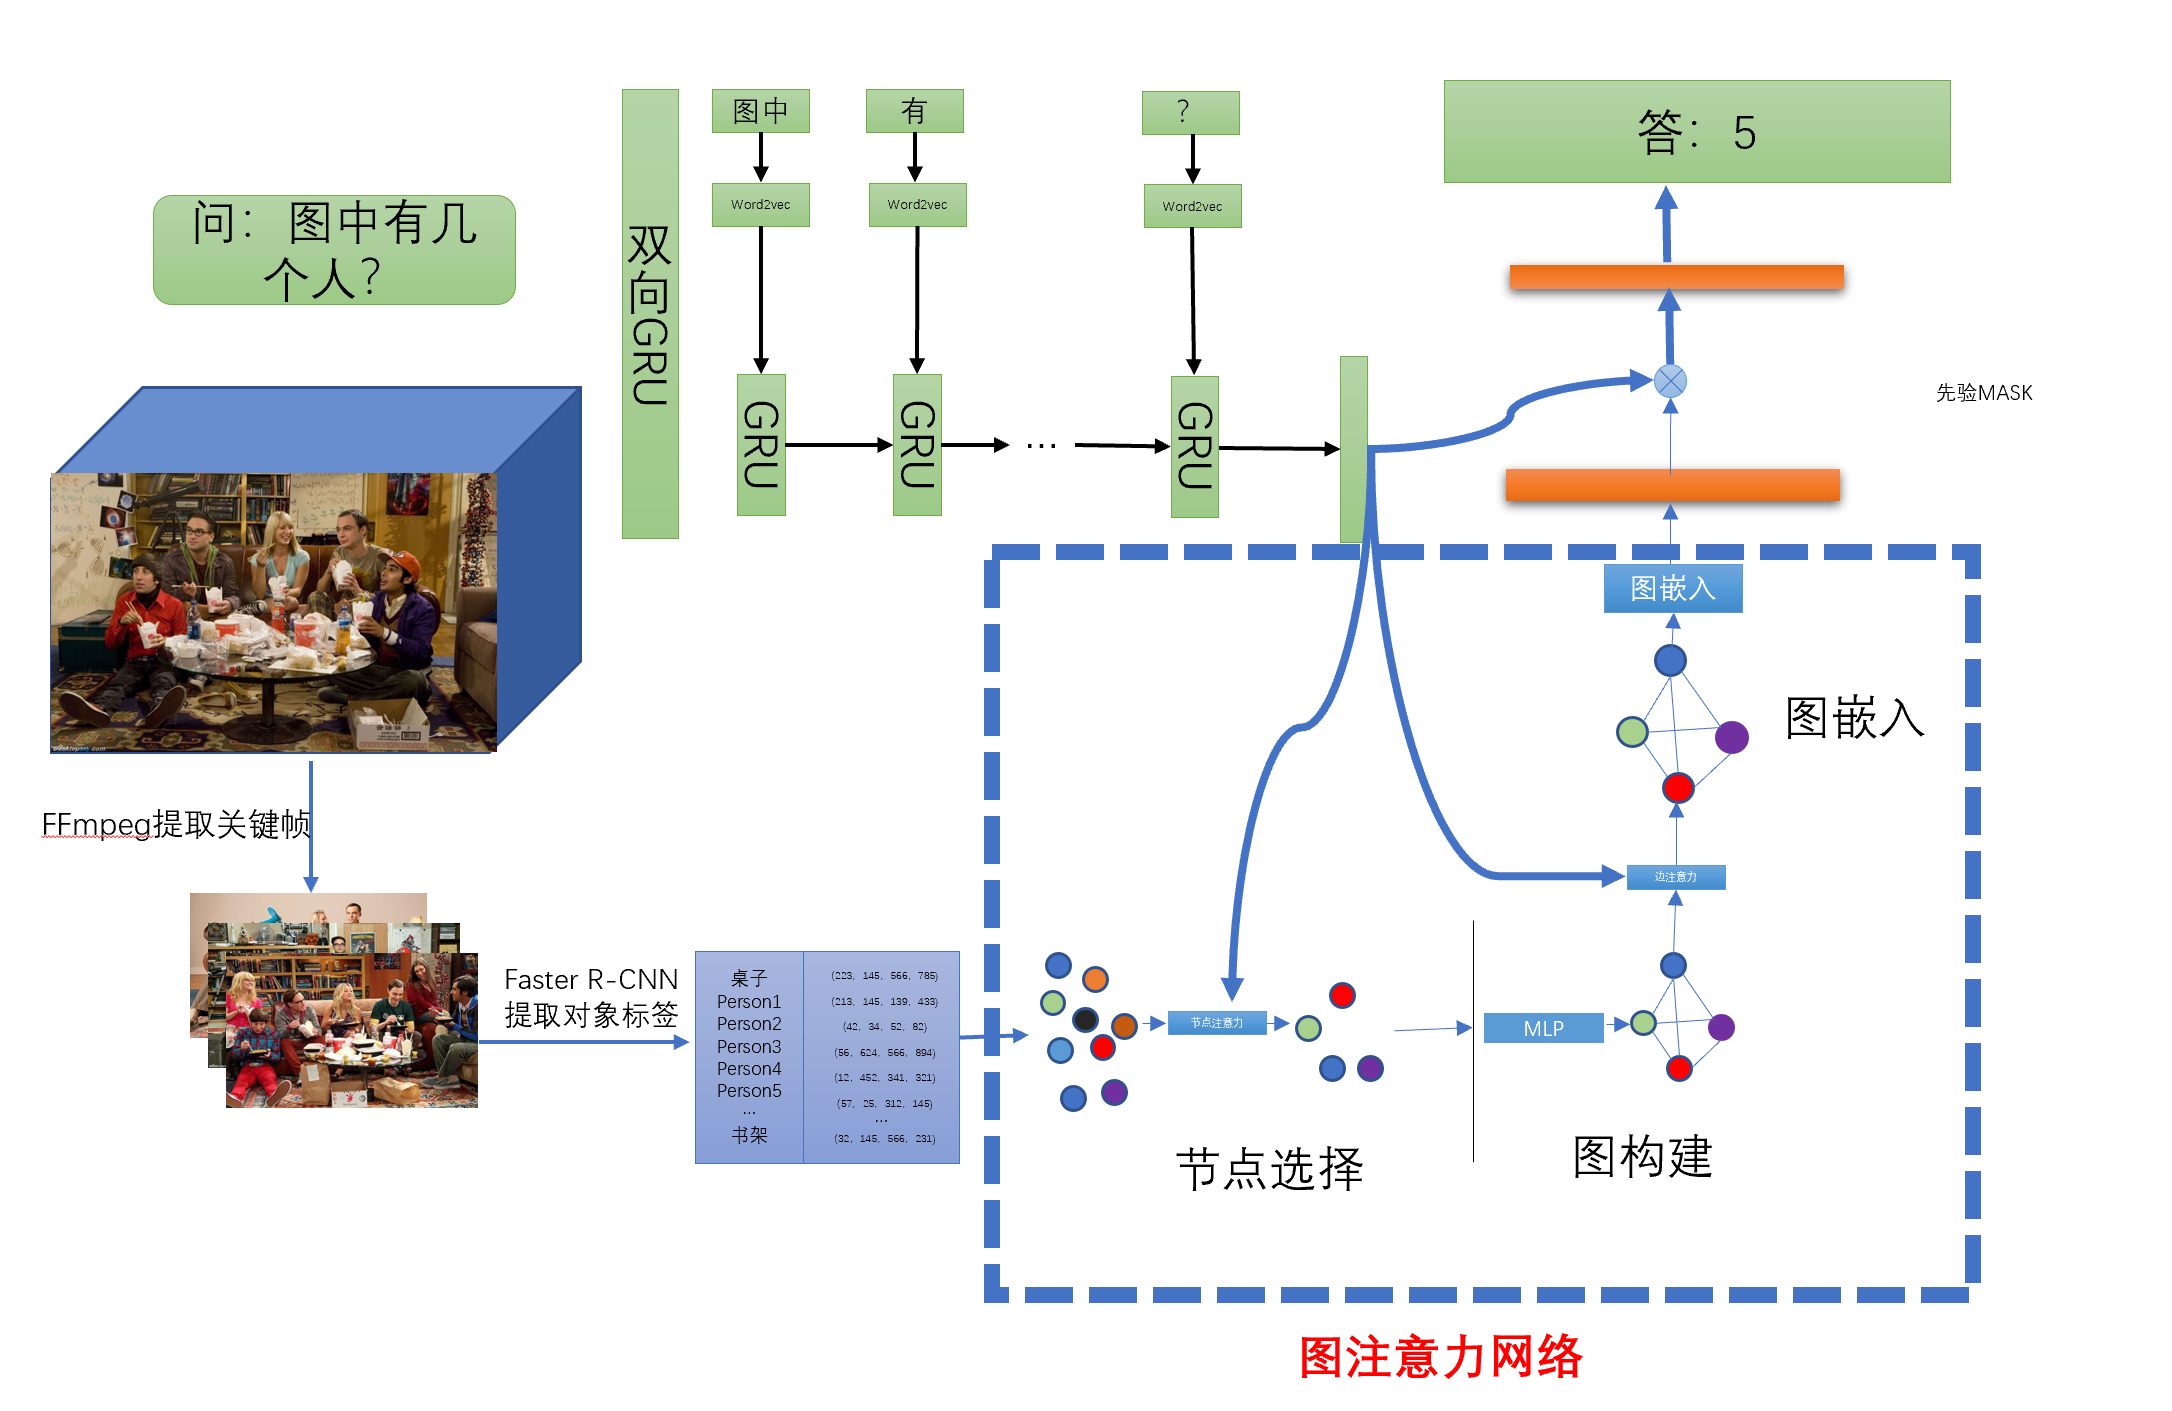 问：图中有几
个人？
双向GRU
图中
有
？
Word2vec
Word2vec
Word2vec
GRU
GRU
...
GRU
答：5
先验MASK
FFmpeg提取关键帧
Faster R-CNN
提取对象标签
桌子
Person1
Person2
Person3
Person4
Person5
...
书架
(223, 145, 566, 785)
(213, 145, 139, 433)
(42, 34, 52, 82)
(56, 624, 566, 894)
(12, 452, 341, 321)
(57, 25, 312, 145)
...
(32, 145, 566, 231)
图嵌入
图嵌入
边注意力
节点注意力
MLP
节点选择
图构建
图注意力网络